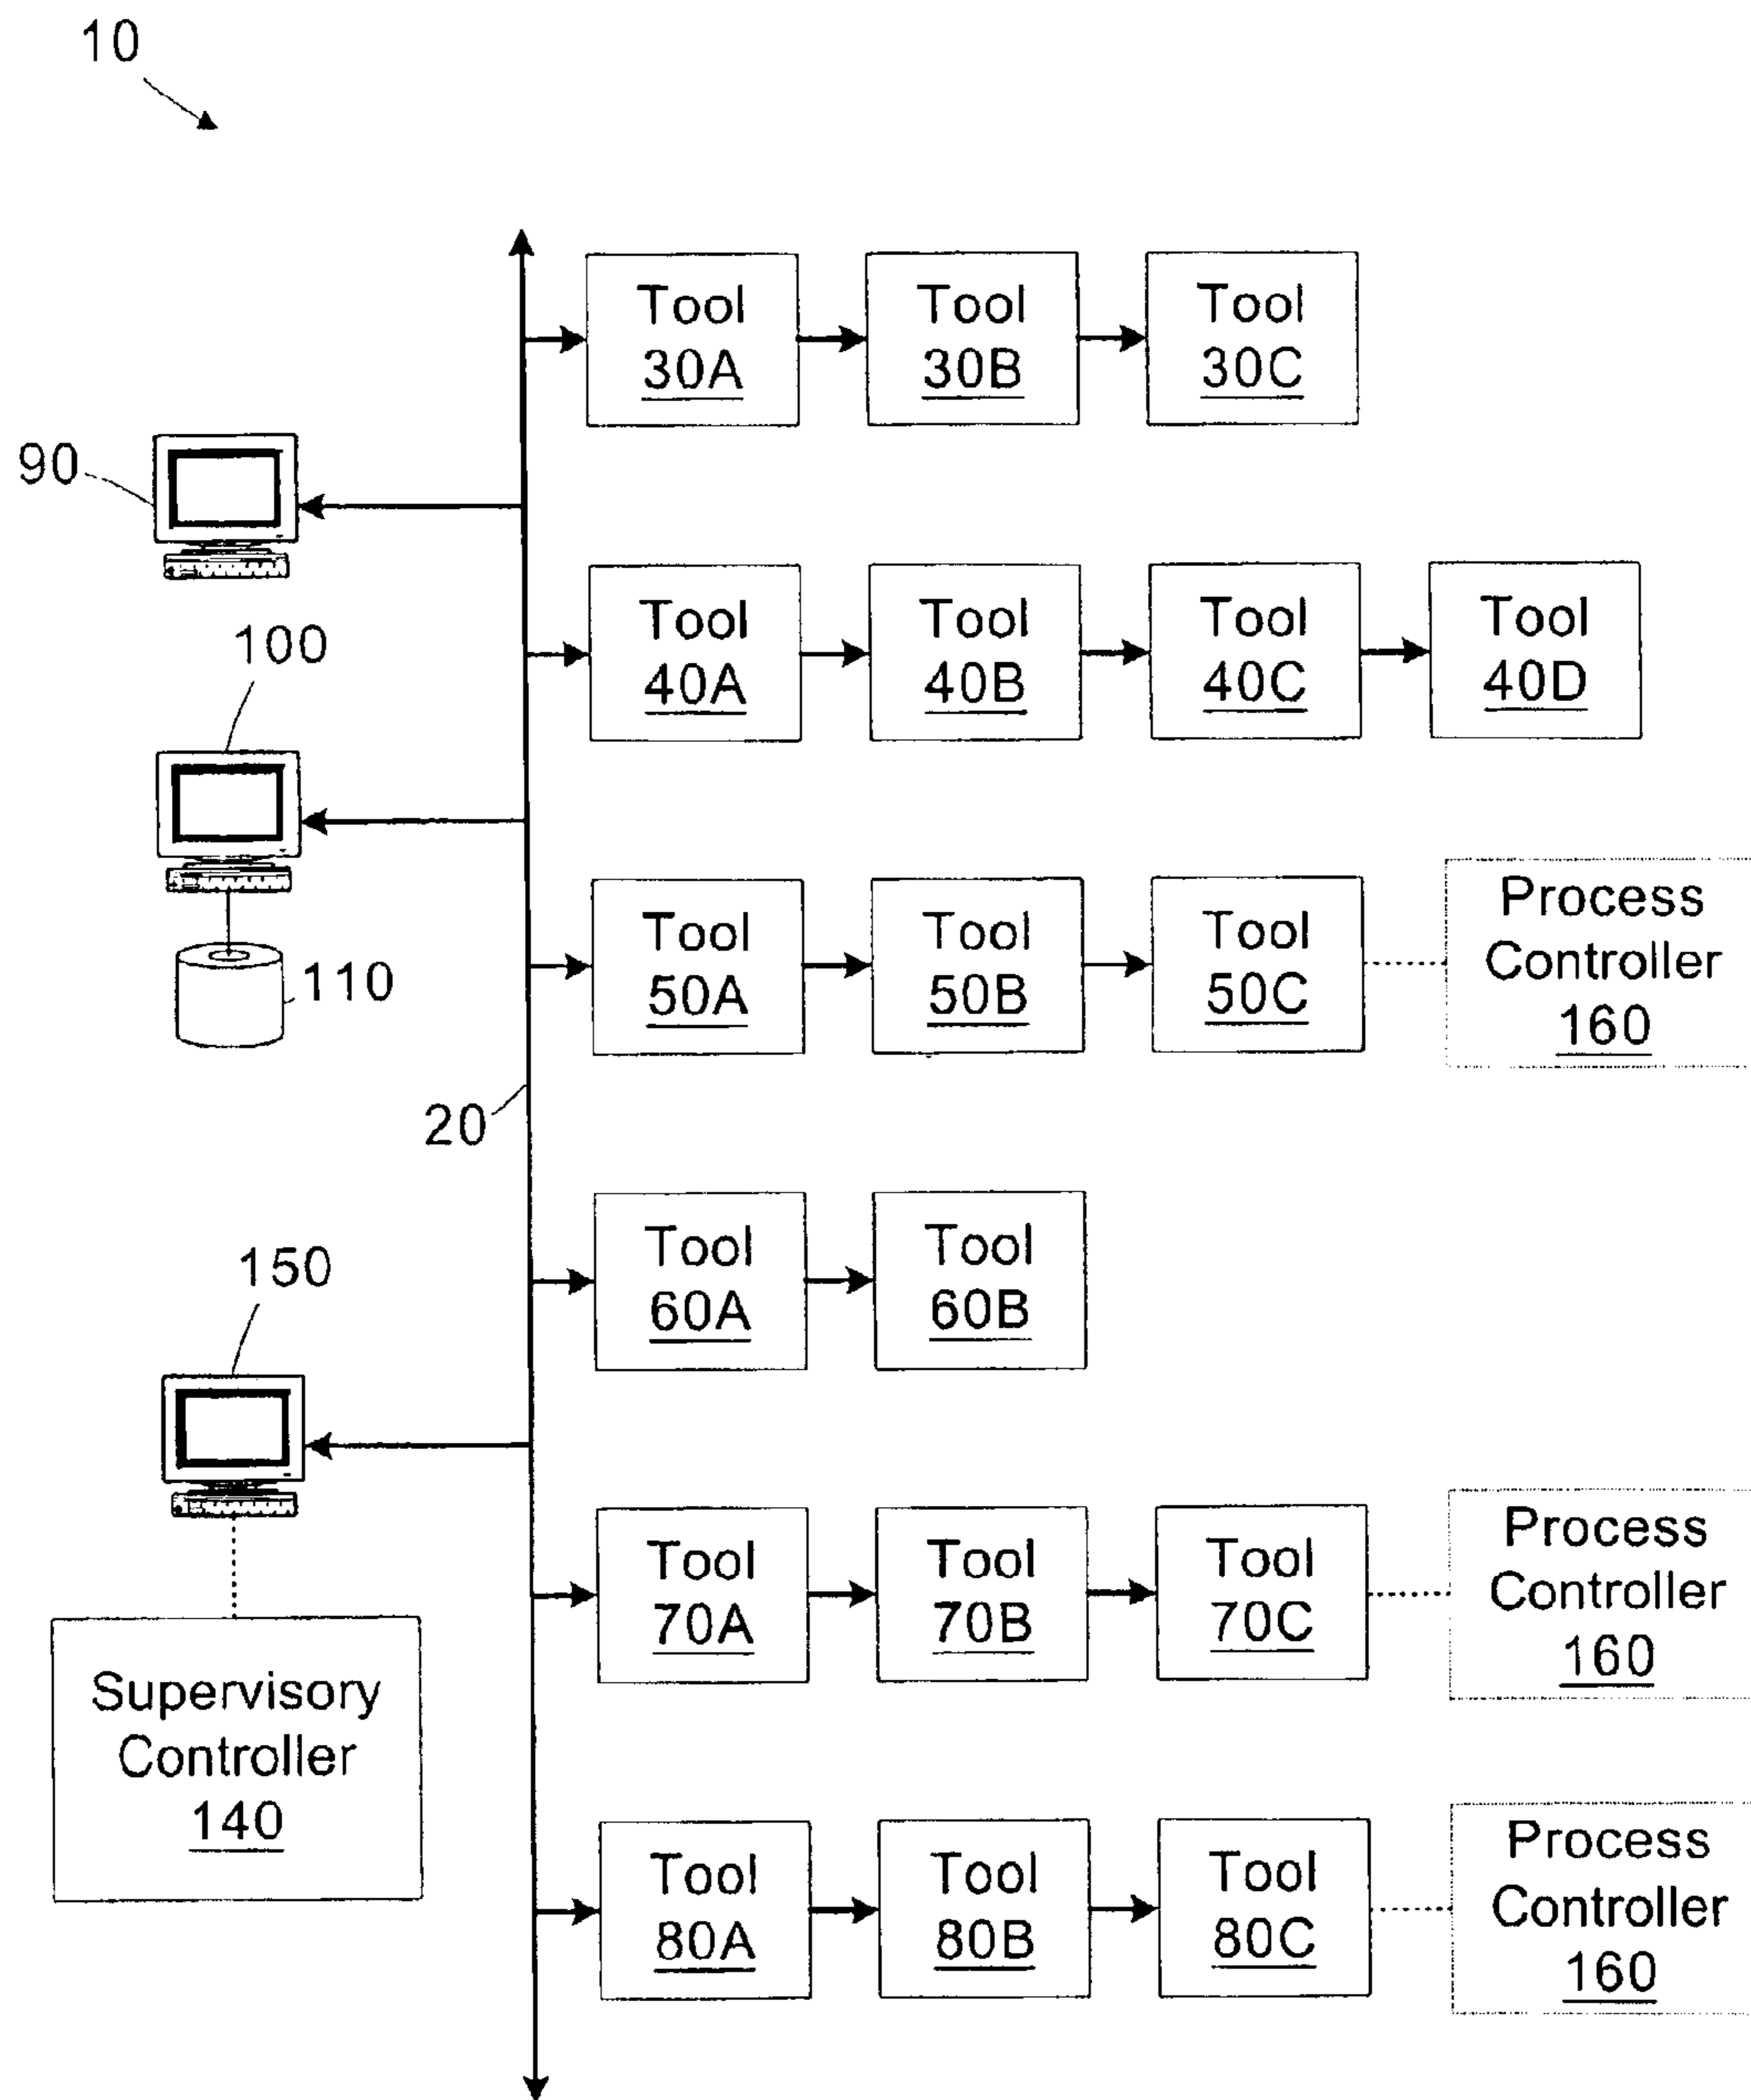 10
Tool
30A
Tool
30B
Tool
30C
90
Tool
40A
Tool
40B
Tool
40C
Tool
40D
100
110
Tool
50A
Tool
50B
Tool
50C
Process
Controller
160
20
Tool
60A
Tool
60B
150
Tool
70A
Tool
70B
Tool
70C
Process
Controller
160
Supervisory
Controller
140
Tool
80A
Tool
80B
Tool
80C
Process
Controller
160